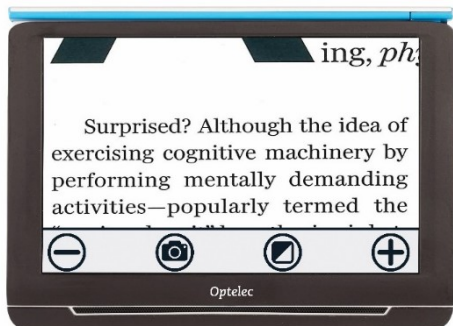 ing, ph
Surprised? Although the idea of
exercising cognitive machinery by
performing mentally demanding
activities—popularly termed the
Optelec